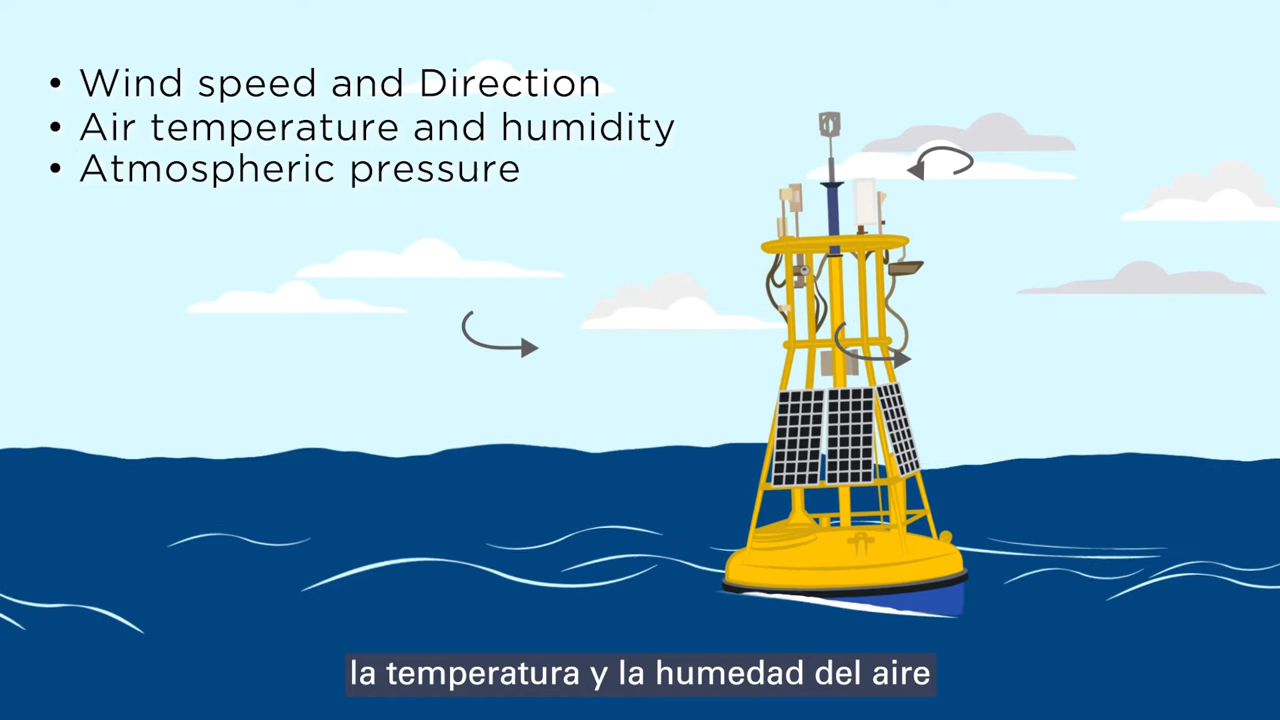 • Wind speed and Direction
• Air temperature and humidity
• Atmospheric pressure
la temperatura y la humedad del aire